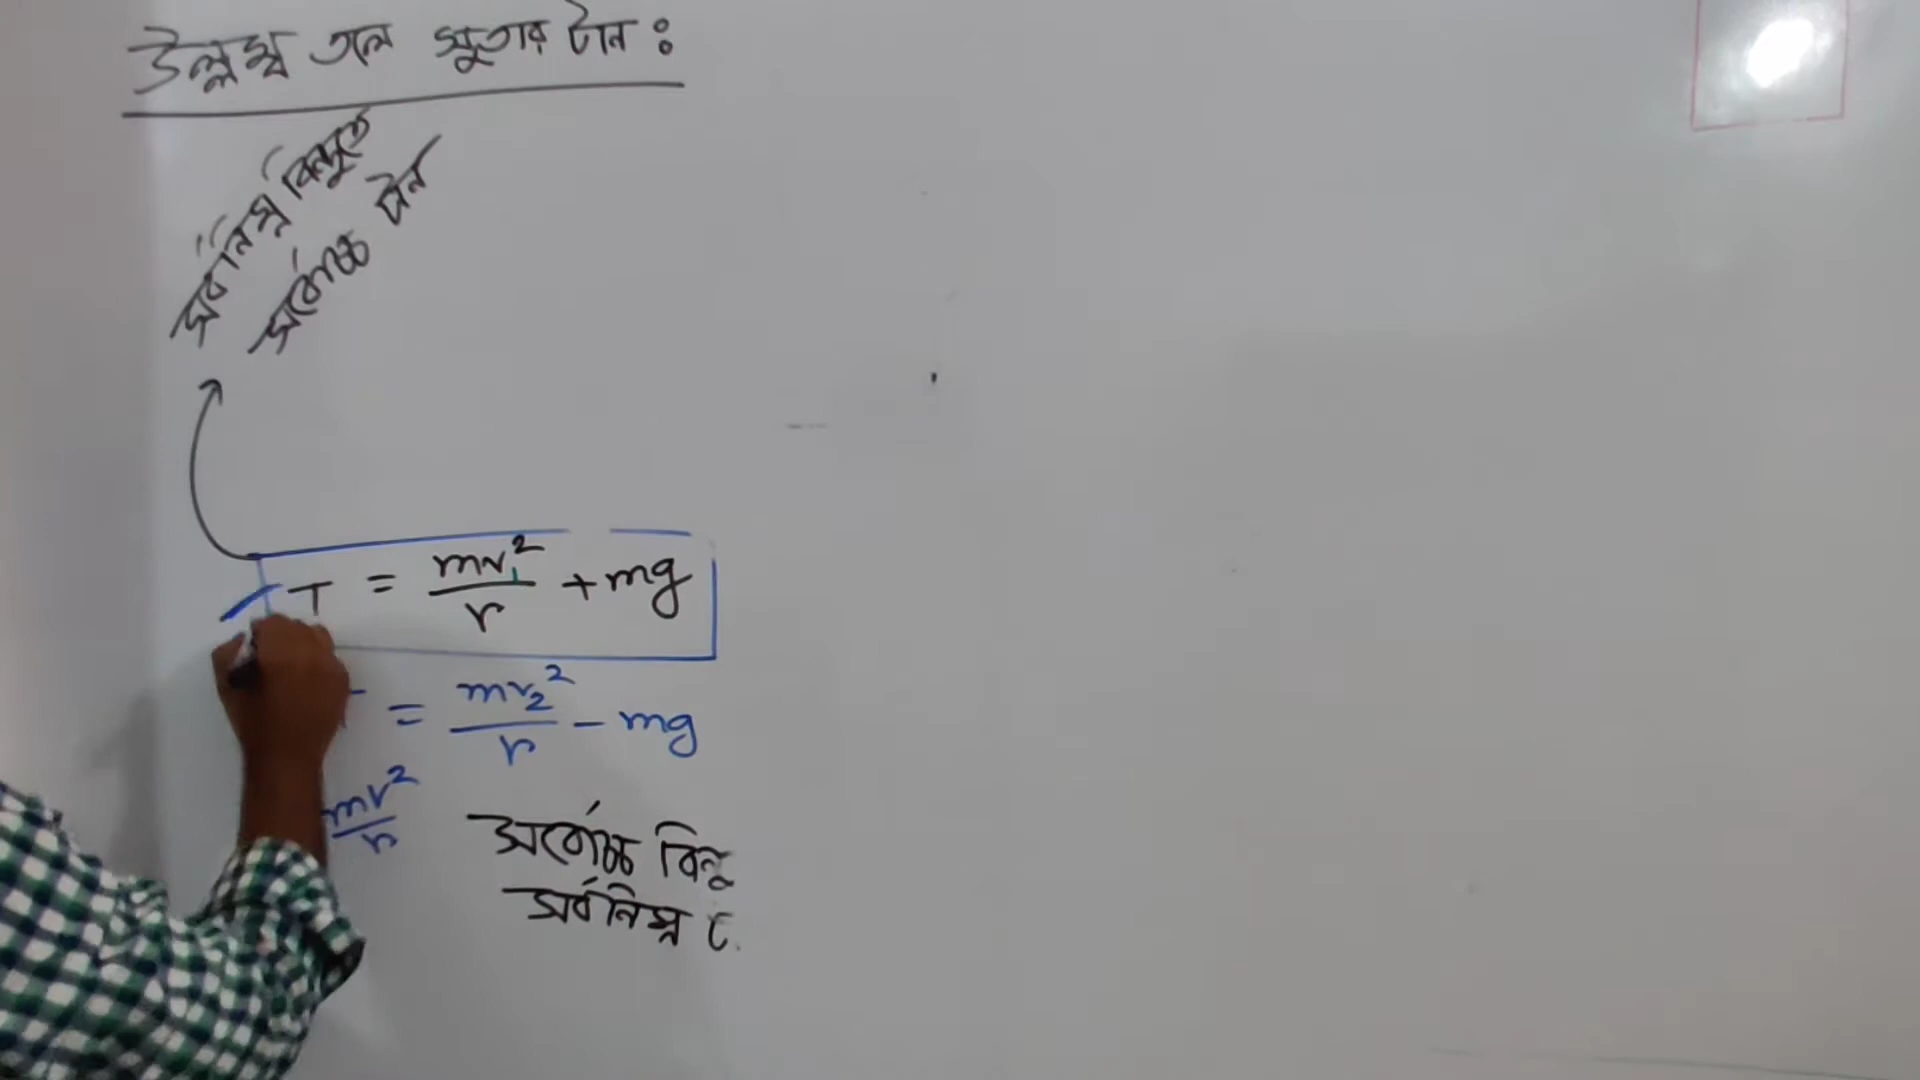 উল্লম্ব তলে সুতার টান :
সর্বনিম্ন বিন্দুতে
সর্বোচ্চ টান
T = mv₁²/r + mg
= mv₂²/r - mg
mv²/r
সর্বোচ্চ বিন্দু
সর্বনিম্ন